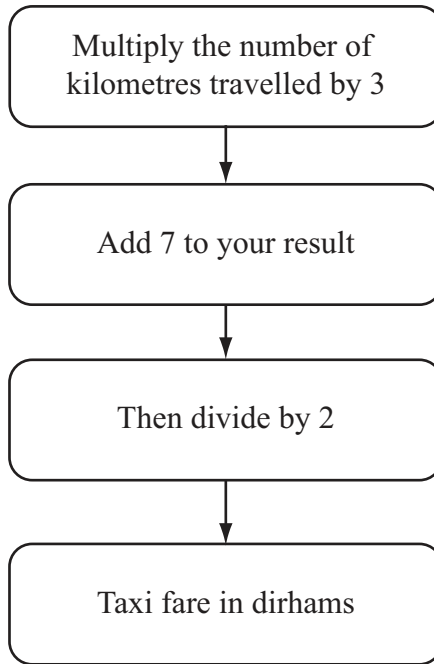 Multiply the number of
kilometres travelled by 3
Add 7 to your result
Then divide by 2
Taxi fare in dirhams